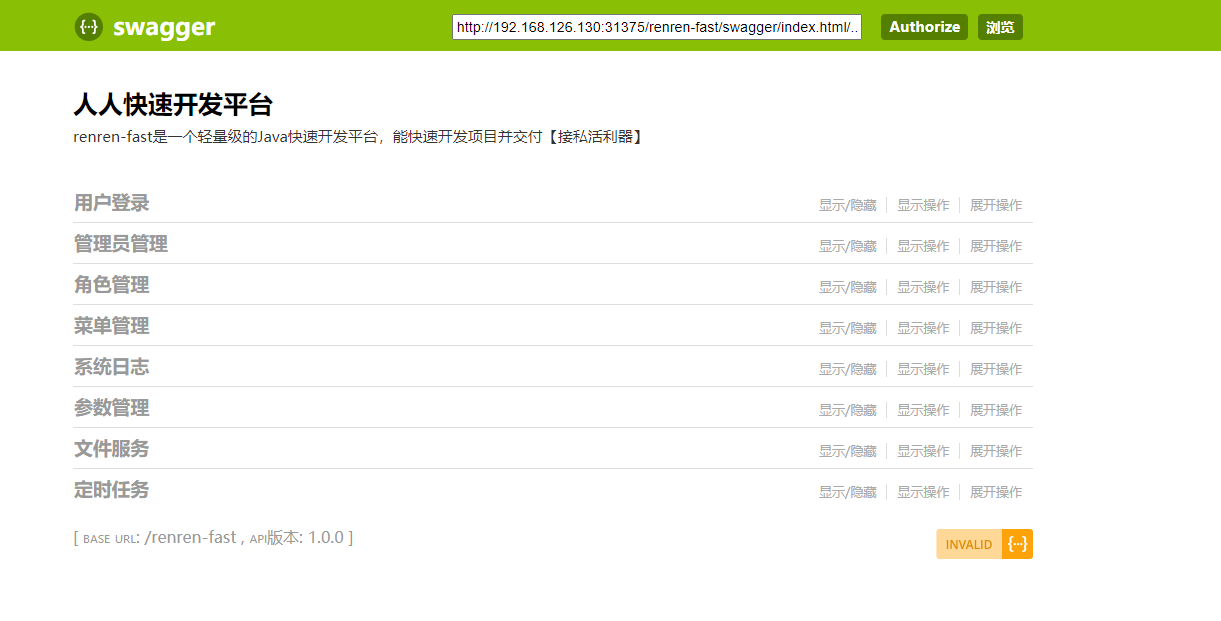 {···} swagger http://192.168.126.130:31375/renren-fast/swagger/index.html/.. Authorize 浏览
人人快速开发平台
renren-fast是一个轻量级的Java快速开发平台，能快速开发项目并交付【接私活利器】
用户登录 显示/隐藏 显示操作 展开操作
管理员管理 显示/隐藏 显示操作 展开操作
角色管理 显示/隐藏 显示操作 展开操作
菜单管理 显示/隐藏 显示操作 展开操作
系统日志 显示/隐藏 显示操作 展开操作
参数管理 显示/隐藏 显示操作 展开操作
文件服务 显示/隐藏 显示操作 展开操作
定时任务 显示/隐藏 显示操作 展开操作
[ BASE URL: /renren-fast , API版本: 1.0.0 ]
INVALID {···}